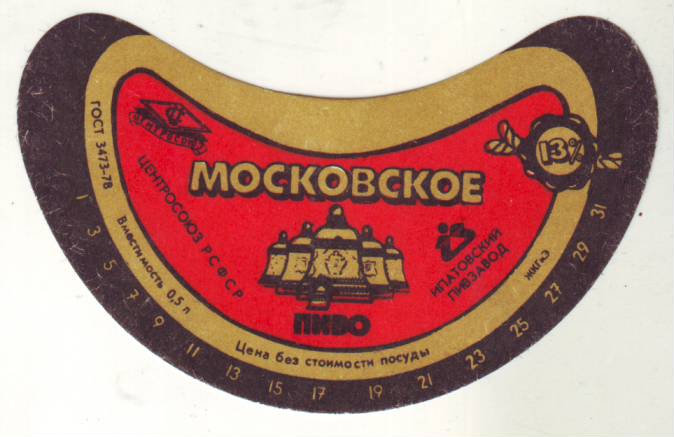 ЦЕНТРОСОЮЗ
ГОСТ 3473-78
ЦЕНТРОСОЮЗ РСФСР
МОСКОВСКОЕ
ПИВО
13%
ИПАТОВСКИЙ
ПИВЗАВОД
Вместимость 0,5 л
Цена без стоимости посуды
1 3 5 7 9 11 13 15 17 19 21 23 25 27 29 31